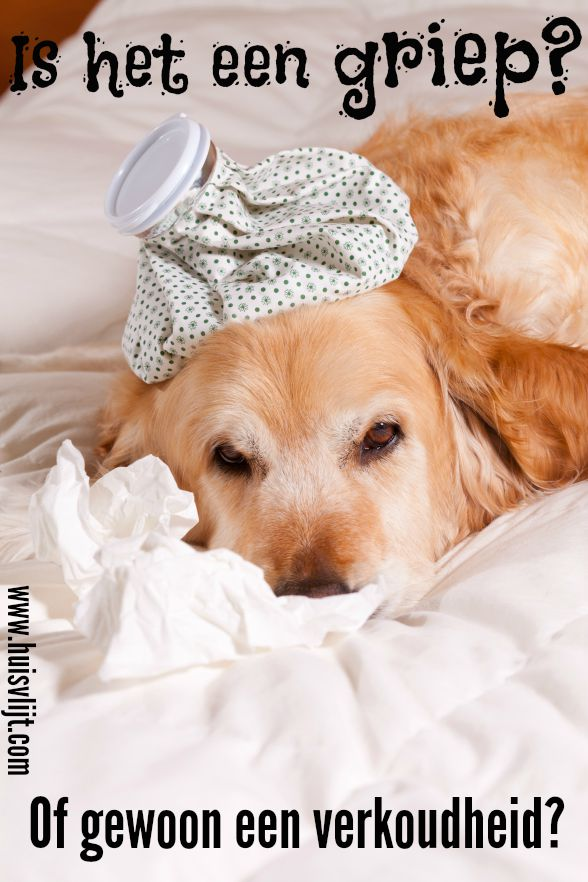 Is het een griep?
www.huisvlijt.com
Of gewoon een verkoudheid?